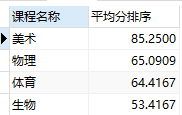 课程名称 平均分排序
美术 85.2500
物理 65.0909
体育 64.4167
生物 53.4167